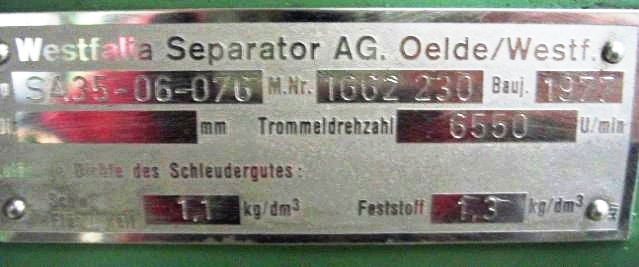 Westfalia Separator AG. Oelde/Westf.
SA35-06-076 M.Nr. 1662 230 Bauj. 1977
mm Trommeldrehzahl 6550 U/min
Dichte des Schleudergutes:
1.1 kg/dm³ Feststoff 1.3 kg/dm³